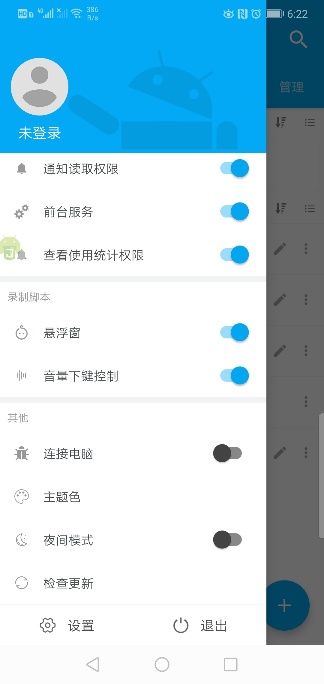 HD 4G 386 B/s 6:22
未登录
管理
通知读取权限
前台服务
查看使用统计权限
录制脚本
悬浮窗
音量下键控制
其他
连接电脑
主题色
夜间模式
检查更新
设置 退出